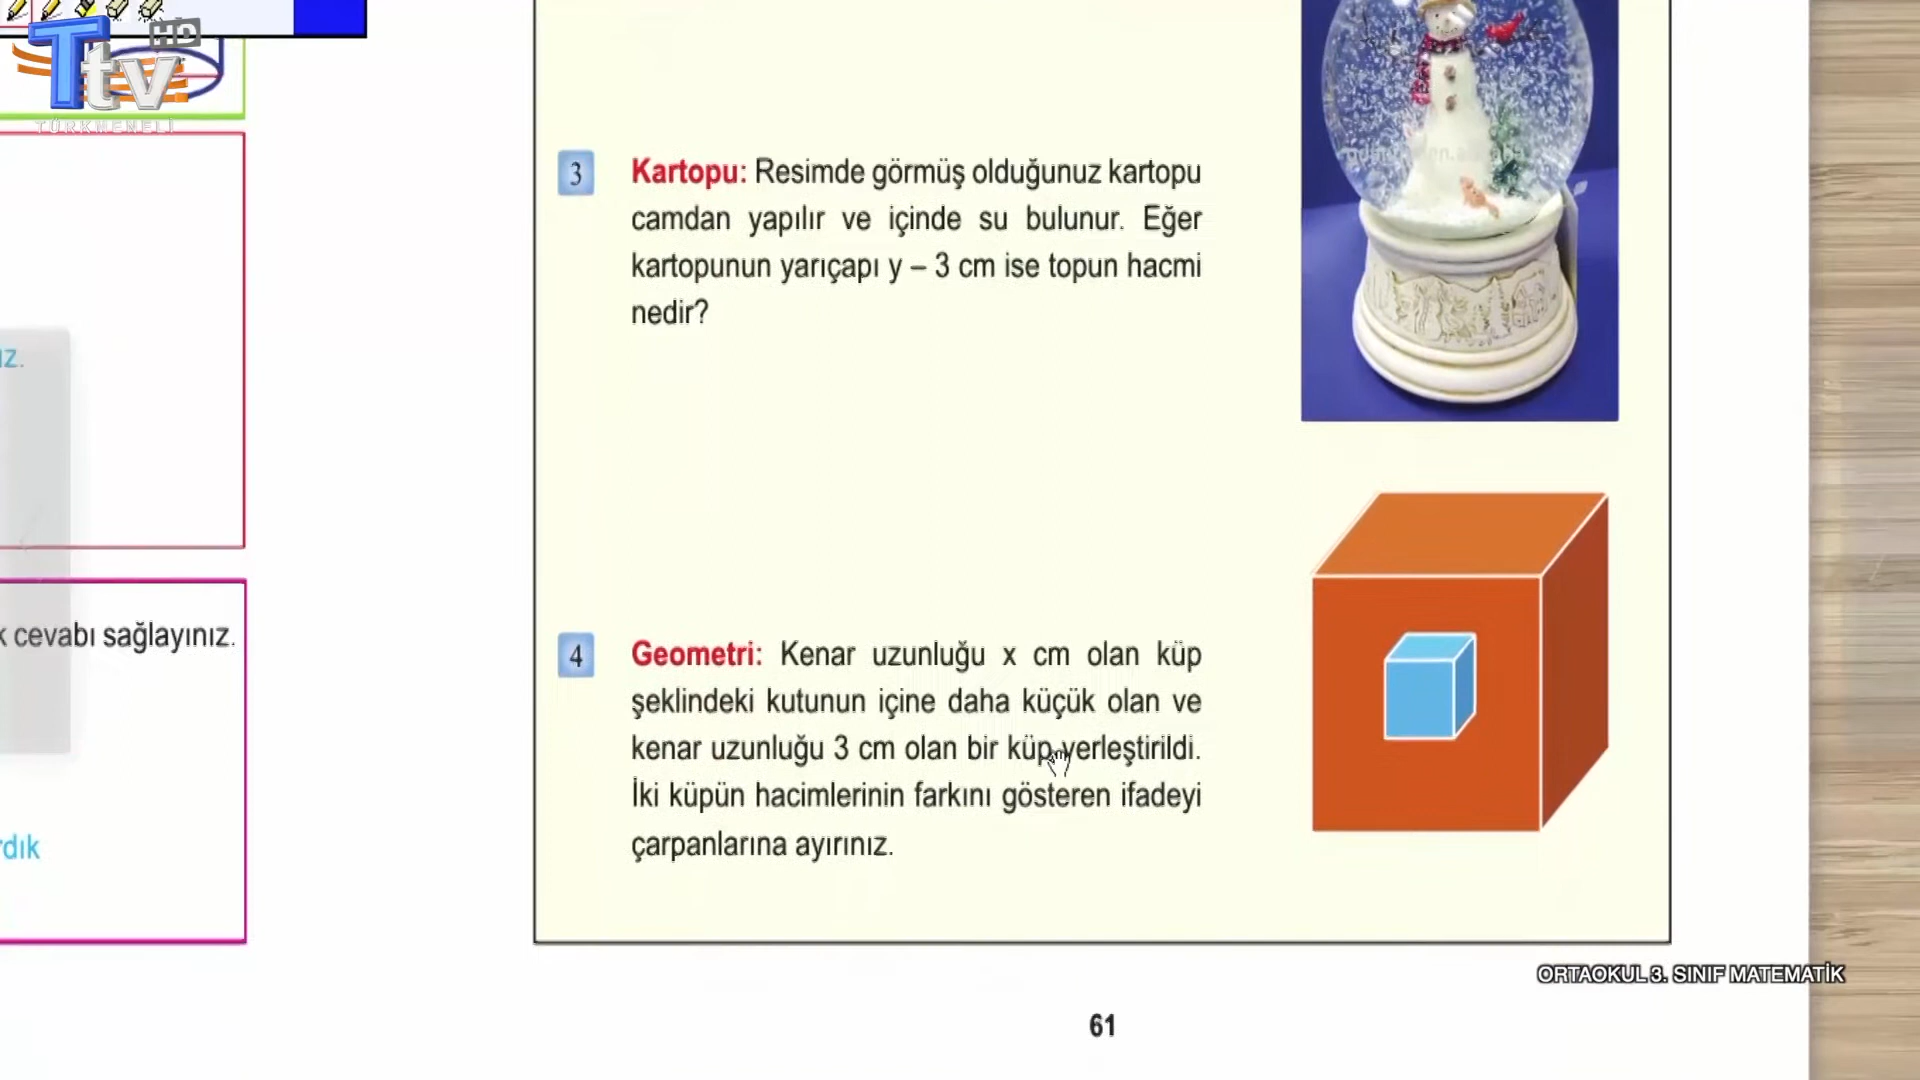 HD
Ttv
TÜRKMENELİ
ız.
k cevabı sağlayınız.
rdık
3
Kartopu: Resimde görmüş olduğunuz kartopu
camdan yapılır ve içinde su bulunur. Eğer
kartopunun yarıçapı y – 3 cm ise topun hacmi
nedir?
4
Geometri: Kenar uzunluğu x cm olan küp
şeklindeki kutunun içine daha küçük olan ve
kenar uzunluğu 3 cm olan bir küp yerleştirildi.
İki küpün hacimlerinin farkını gösteren ifadeyi
çarpanlarına ayırınız.
ORTAOKUL 3. SINIF MATEMATİK
61